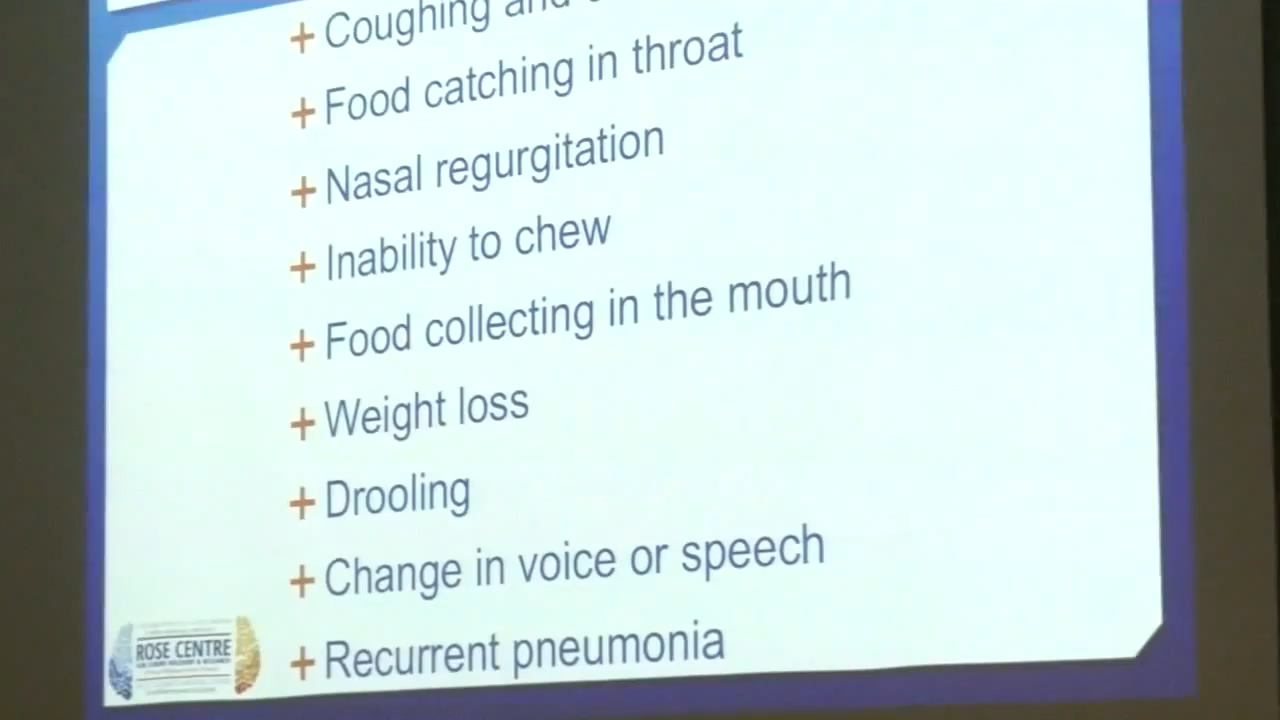 + Coughing and
+ Food catching in throat
+ Nasal regurgitation
+ Inability to chew
+ Food collecting in the mouth
+ Weight loss
+ Drooling
+ Change in voice or speech
+ Recurrent pneumonia
ROSE CENTRE